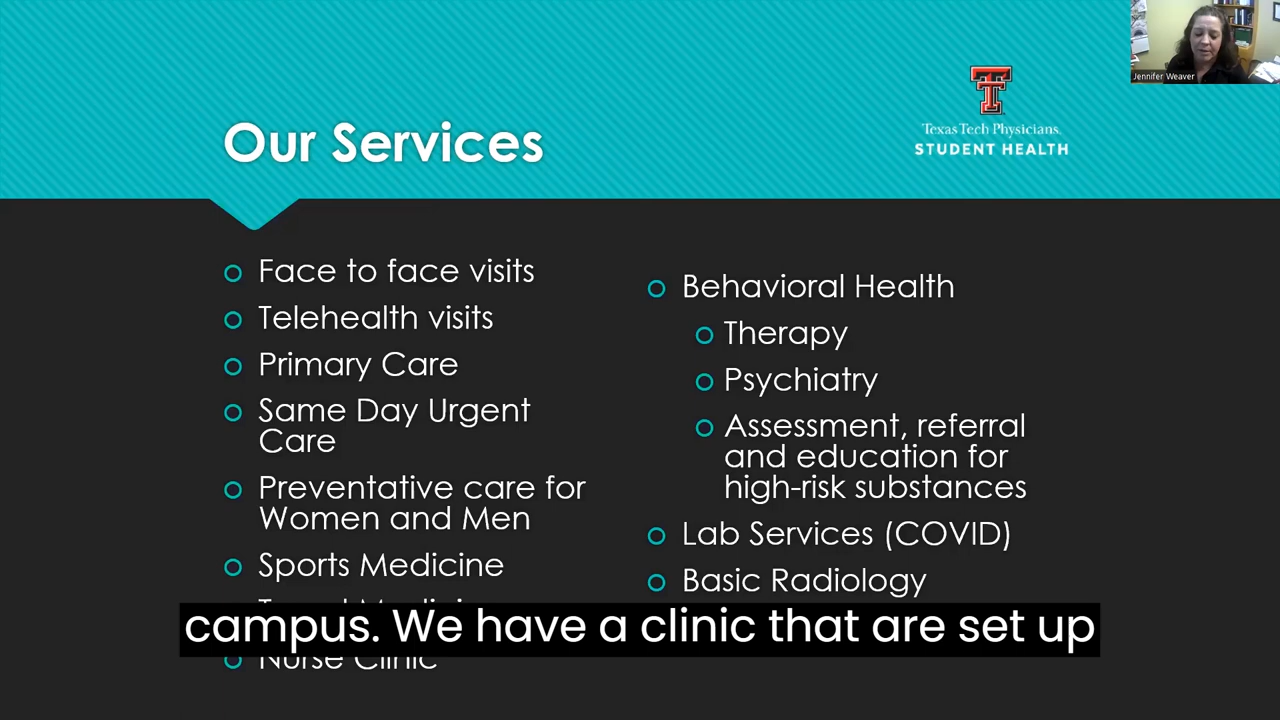 Jennifer Weaver
Texas Tech Physicians.
STUDENT HEALTH
Our Services
Face to face visits
Telehealth visits
Primary Care
Same Day Urgent
Care
Preventative care for
Women and Men
Sports Medicine
Nurse Clinic
Behavioral Health
Therapy
Psychiatry
Assessment, referral
and education for
high-risk substances
Lab Services (COVID)
Basic Radiology
campus. We have a clinic that are set up